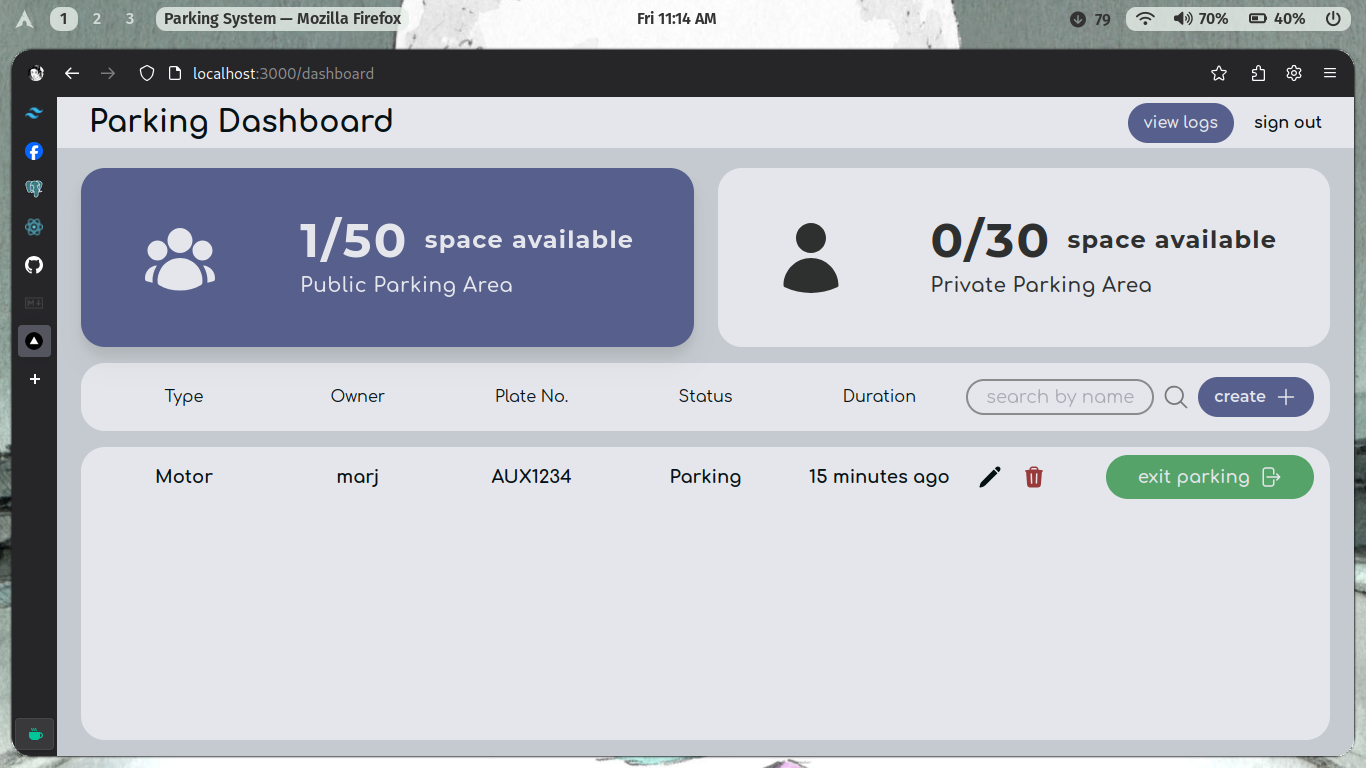 1 2 3 Parking System — Mozilla Firefox Fri 11:14 AM 79 70% 40%
localhost:3000/dashboard
Parking Dashboard view logs sign out
1/50 space available
Public Parking Area
0/30 space available
Private Parking Area
Type Owner Plate No. Status Duration search by name create
Motor marj AUX1234 Parking 15 minutes ago exit parking